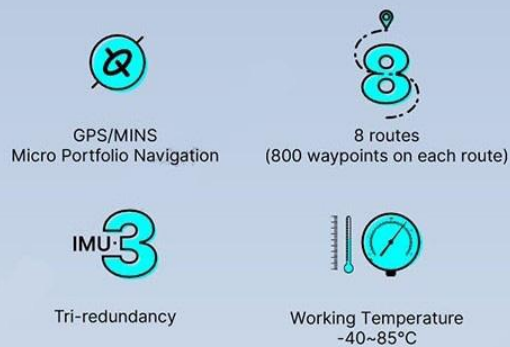 GPS/MINS
Micro Portfolio Navigation
8
8 routes
(800 waypoints on each route)
IMU·3
Tri-redundancy
Working Temperature
-40~85°C